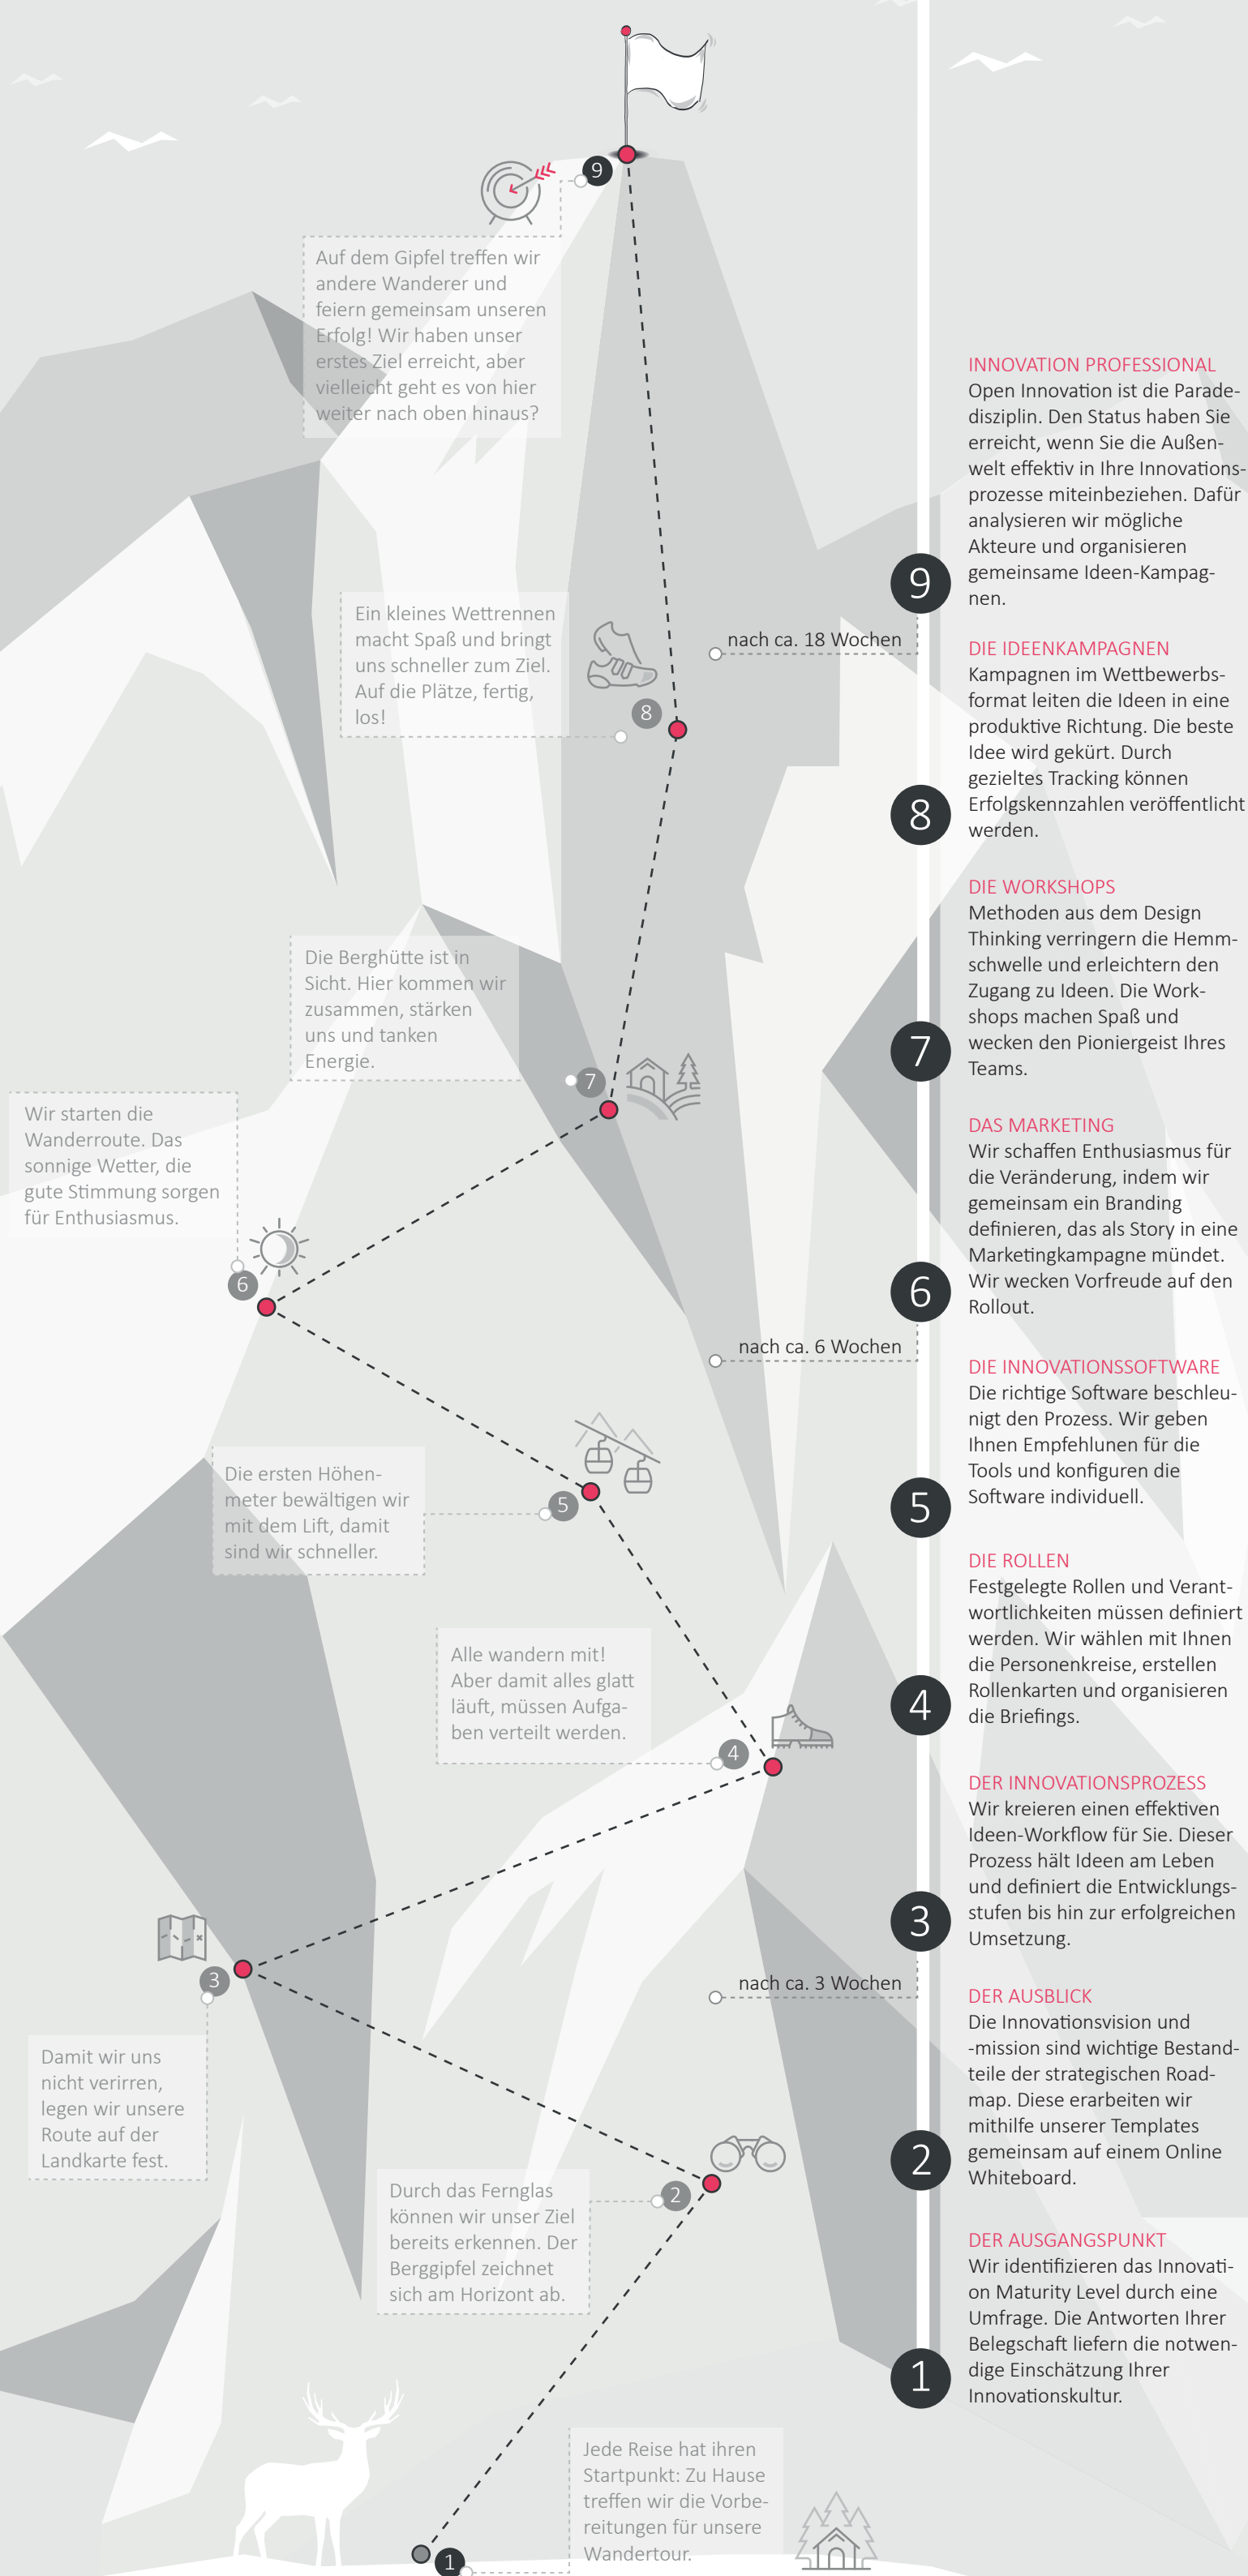 9
Auf dem Gipfel treffen wir
andere Wanderer und
feiern gemeinsam unseren
Erfolg! Wir haben unser
erstes Ziel erreicht, aber
vielleicht geht es von hier
weiter nach oben hinaus?
Ein kleines Wettrennen
macht Spaß und bringt
uns schneller zum Ziel.
Auf die Plätze, fertig,
los!
8
Die Berghütte ist in
Sicht. Hier kommen wir
zusammen, stärken
uns und tanken
Energie.
7
Wir starten die
Wanderroute. Das
sonnige Wetter, die
gute Stimmung sorgen
für Enthusiasmus.
6
Die ersten Höhen-
meter bewältigen wir
mit dem Lift, damit
sind wir schneller.
5
Alle wandern mit!
Aber damit alles glatt
läuft, müssen Aufga-
ben verteilt werden.
4
3
Damit wir uns
nicht verirren,
legen wir unsere
Route auf der
Landkarte fest.
2
Durch das Fernglas
können wir unser Ziel
bereits erkennen. Der
Berggipfel zeichnet
sich am Horizont ab.
Jede Reise hat ihren
Startpunkt: Zu Hause
treffen wir die Vorbe-
reitungen für unsere
Wandertour.
1
INNOVATION PROFESSIONAL
Open Innovation ist die Parade-
disziplin. Den Status haben Sie
erreicht, wenn Sie die Außen-
welt effektiv in Ihre Innovations-
prozesse miteinbeziehen. Dafür
analysieren wir mögliche
Akteure und organisieren
gemeinsame Ideen-Kampag-
nen.
9
nach ca. 18 Wochen
DIE IDEENKAMPAGNEN
Kampagnen im Wettbewerbs-
format leiten die Ideen in eine
produktive Richtung. Die beste
Idee wird gekürt. Durch
gezieltes Tracking können
Erfolgskennzahlen veröffentlicht
werden.
8
DIE WORKSHOPS
Methoden aus dem Design
Thinking verringern die Hemm-
schwelle und erleichtern den
Zugang zu Ideen. Die Work-
shops machen Spaß und
wecken den Pioniergeist Ihres
Teams.
7
DAS MARKETING
Wir schaffen Enthusiasmus für
die Veränderung, indem wir
gemeinsam ein Branding
definieren, das als Story in eine
Marketingkampagne mündet.
Wir wecken Vorfreude auf den
Rollout.
6
nach ca. 6 Wochen
DIE INNOVATIONSSOFTWARE
Die richtige Software beschleu-
nigt den Prozess. Wir geben
Ihnen Empfehlunen für die
Tools und konfiguren die
Software individuell.
5
DIE ROLLEN
Festgelegte Rollen und Verant-
wortlichkeiten müssen definiert
werden. Wir wählen mit Ihnen
die Personenkreise, erstellen
Rollenkarten und organisieren
die Briefings.
4
DER INNOVATIONSPROZESS
Wir kreieren einen effektiven
Ideen-Workflow für Sie. Dieser
Prozess hält Ideen am Leben
und definiert die Entwicklungs-
stufen bis hin zur erfolgreichen
Umsetzung.
3
nach ca. 3 Wochen
DER AUSBLICK
Die Innovationsvision und
-mission sind wichtige Bestand-
teile der strategischen Road-
map. Diese erarbeiten wir
mithilfe unserer Templates
gemeinsam auf einem Online
Whiteboard.
2
DER AUSGANGSPUNKT
Wir identifizieren das Innovati-
on Maturity Level durch eine
Umfrage. Die Antworten Ihrer
Belegschaft liefern die notwen-
dige Einschätzung Ihrer
Innovationskultur.
1